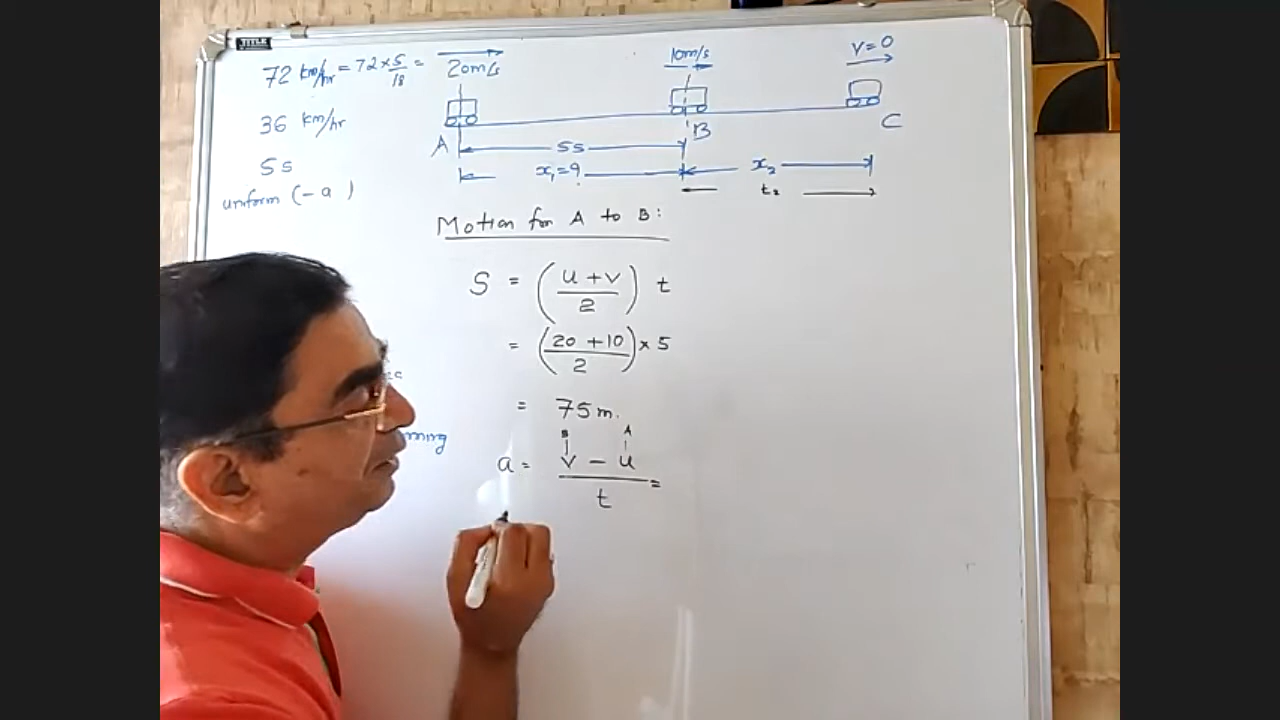 TITLE
72 km/hr = 72 × 5/18 = 20 m/s
10 m/s
V = 0
36 km/hr
A
B
C
5 s
5 s
x₁ = 9
x₂
t₂
uniform (- a)
Motion for A to B:
S = (u + v / 2) t
= (20 + 10 / 2) × 5
= 75 m.
B A
a = v - u / t =